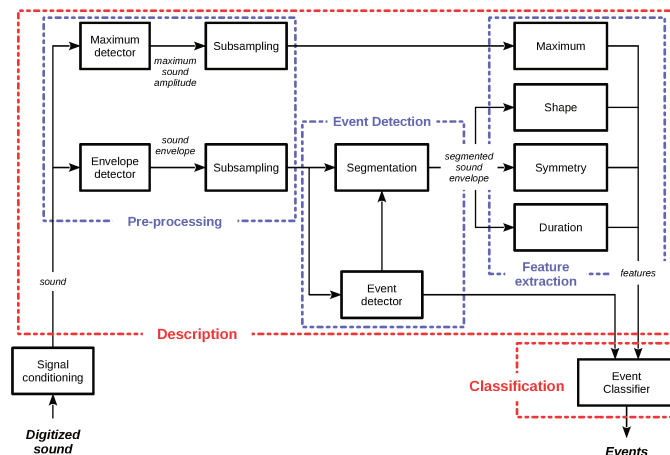 Maximum
detector
maximum
sound
amplitude
Subsampling
Maximum
Shape
Event Detection
Envelope
detector
sound
envelope
Subsampling
Segmentation
segmented
sound
envelope
Symmetry
Pre-processing
Duration
sound
Event
detector
Feature
extraction
features
Description
Signal
conditioning
Classification
Event
Classifier
Digitized
sound
Events